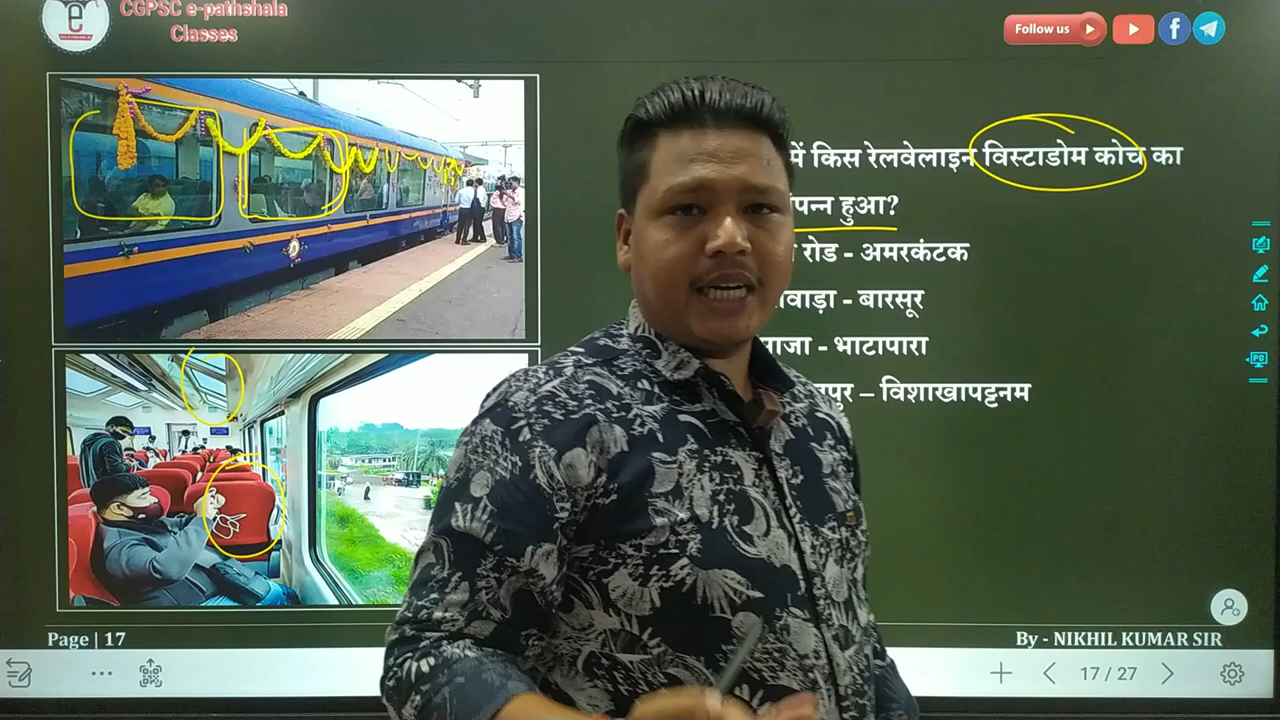 CGPSC e-pathshala
Classes
Follow us
में किस रेलवेलाइन विस्टाडोम कोच का
हुआ?
रोड - अमरकंटक
- बारसूर
- भाटापारा
– विशाखापट्टनम
Page | 17
By - NIKHIL KUMAR SIR
17 / 27